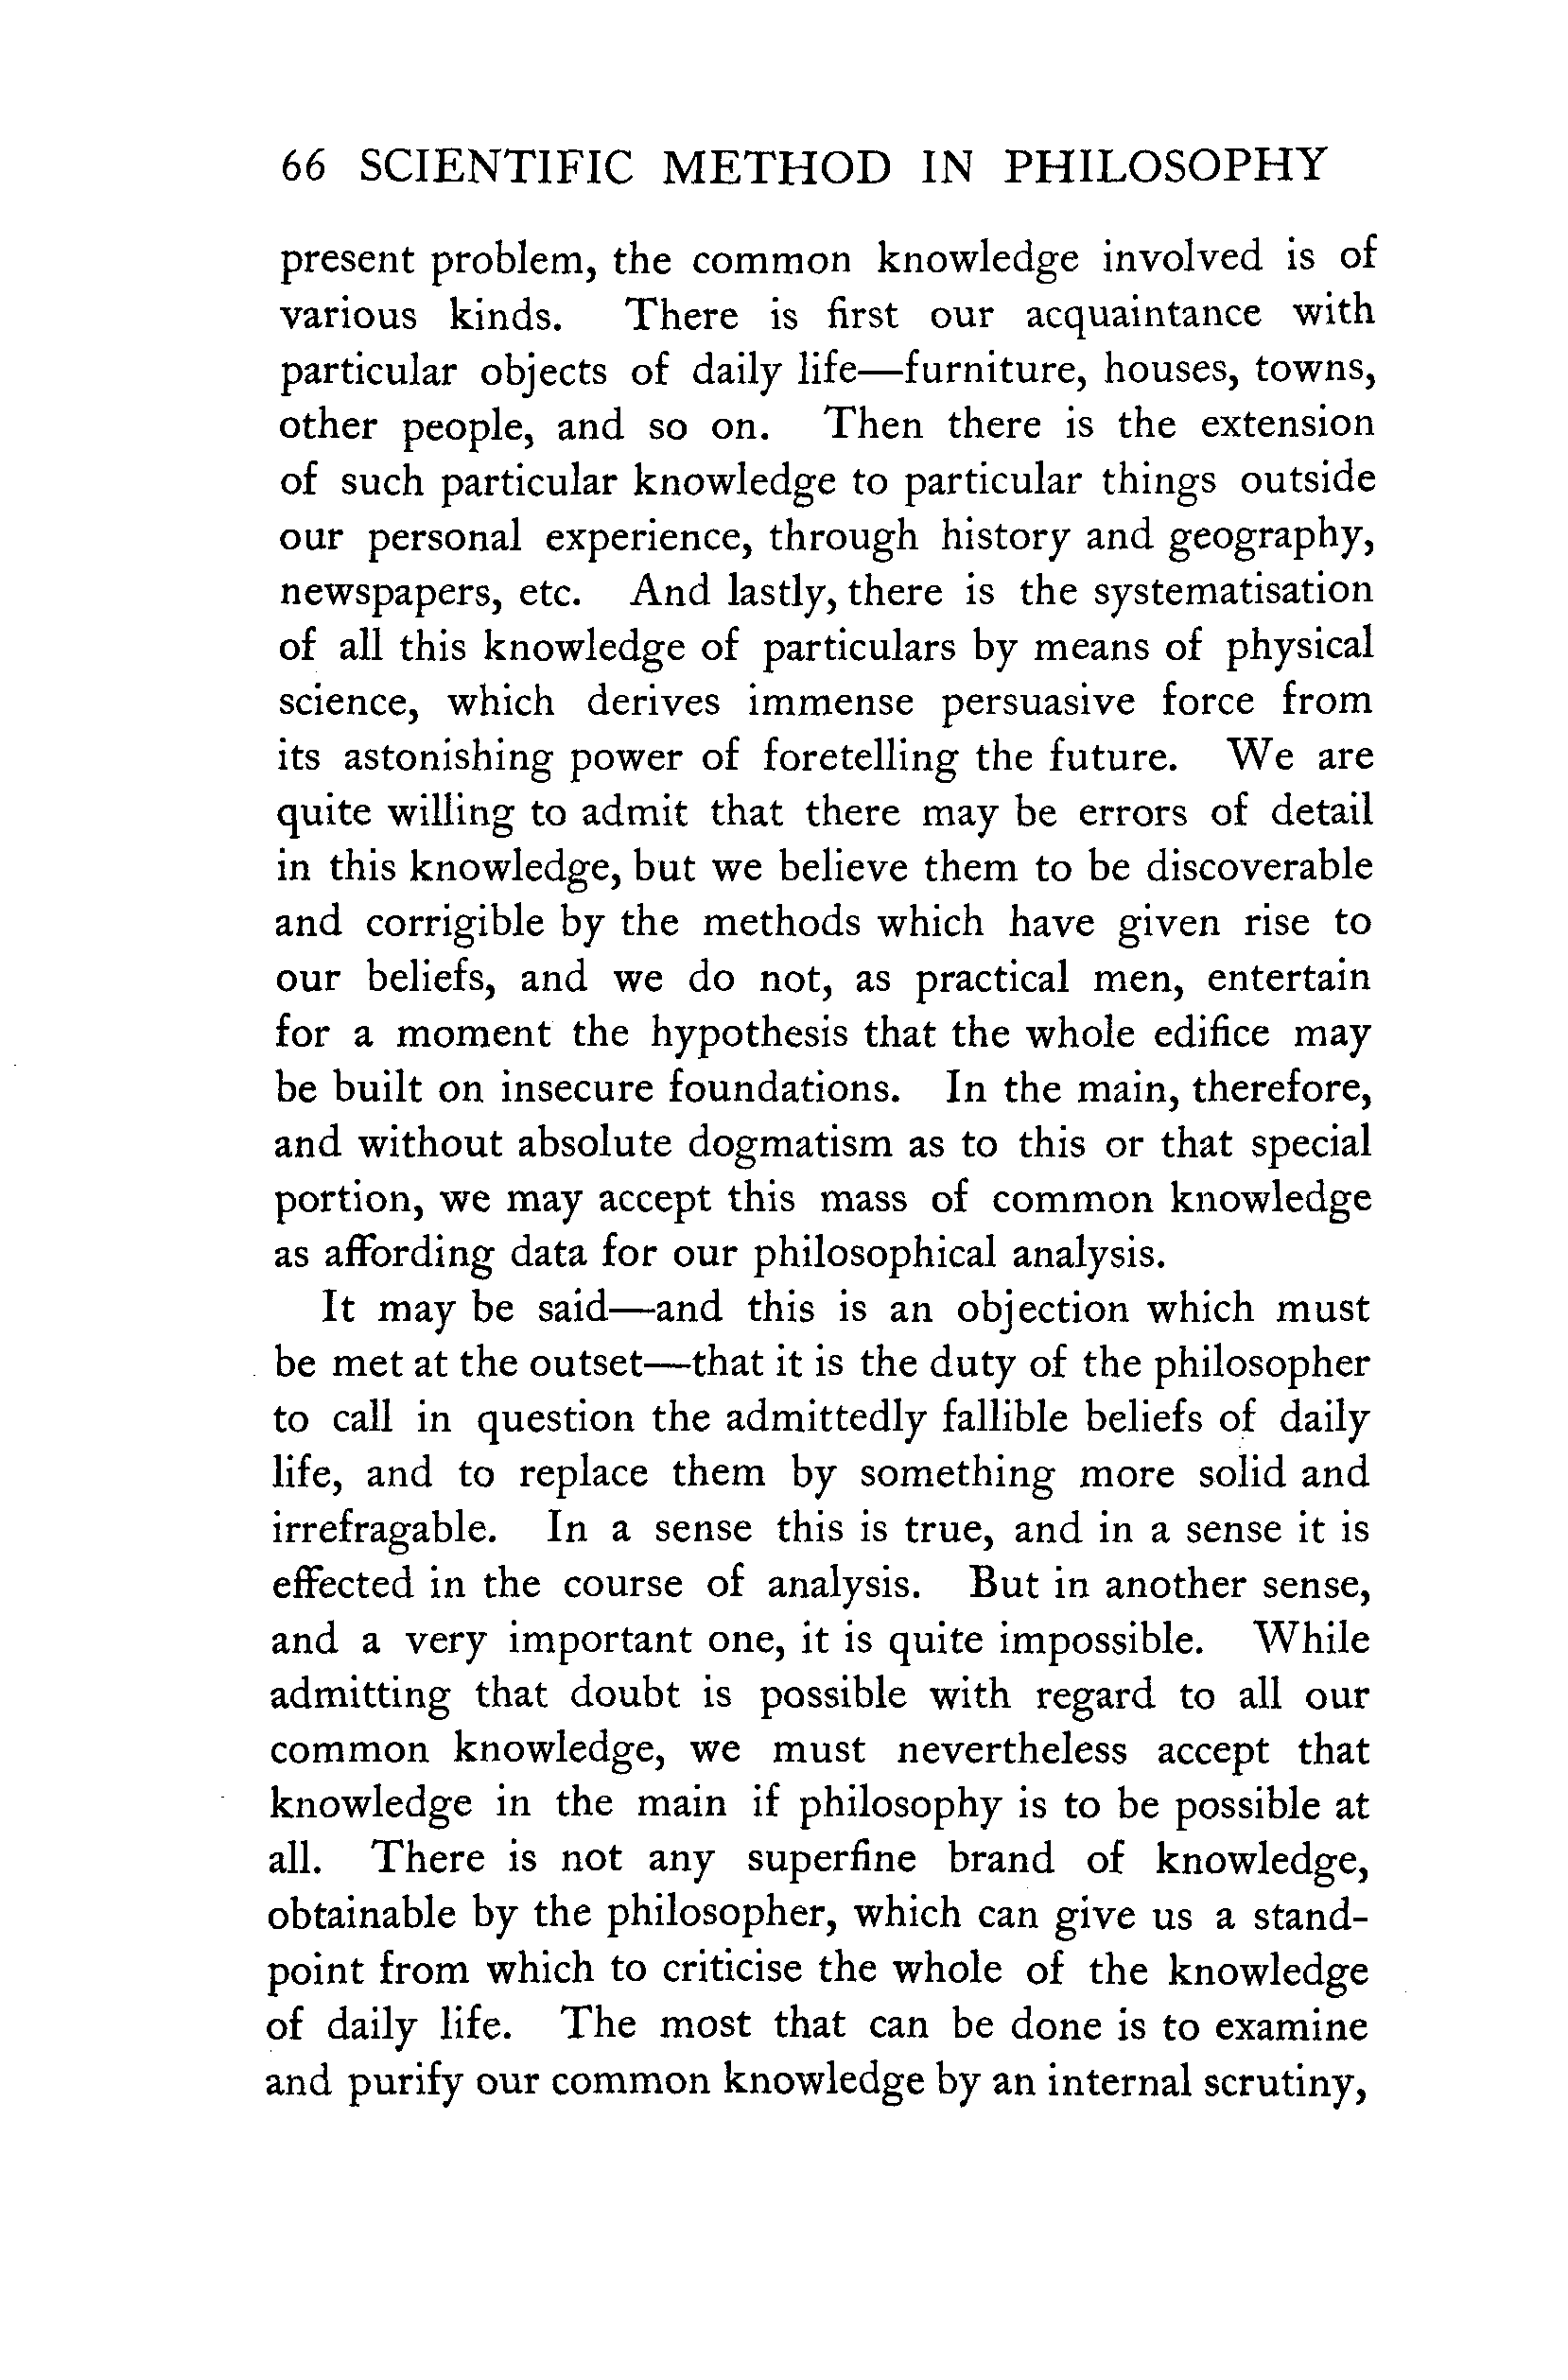 66 SCIENTIFIC METHOD IN PHILOSOPHY
present problem, the common knowledge involved is of
various kinds. There is first our acquaintance with
particular objects of daily life—furniture, houses, towns,
other people, and so on. Then there is the extension
of such particular knowledge to particular things outside
our personal experience, through history and geography,
newspapers, etc. And lastly, there is the systematisation
of all this knowledge of particulars by means of physical
science, which derives immense persuasive force from
its astonishing power of foretelling the future. We are
quite willing to admit that there may be errors of detail
in this knowledge, but we believe them to be discoverable
and corrigible by the methods which have given rise to
our beliefs, and we do not, as practical men, entertain
for a moment the hypothesis that the whole edifice may
be built on insecure foundations. In the main, therefore,
and without absolute dogmatism as to this or that special
portion, we may accept this mass of common knowledge
as affording data for our philosophical analysis.
It may be said—and this is an objection which must
be met at the outset—that it is the duty of the philosopher
to call in question the admittedly fallible beliefs of daily
life, and to replace them by something more solid and
irrefragable. In a sense this is true, and in a sense it is
effected in the course of analysis. But in another sense,
and a very important one, it is quite impossible. While
admitting that doubt is possible with regard to all our
common knowledge, we must nevertheless accept that
knowledge in the main if philosophy is to be possible at
all. There is not any superfine brand of knowledge,
obtainable by the philosopher, which can give us a stand-
point from which to criticise the whole of the knowledge
of daily life. The most that can be done is to examine
and purify our common knowledge by an internal scrutiny,